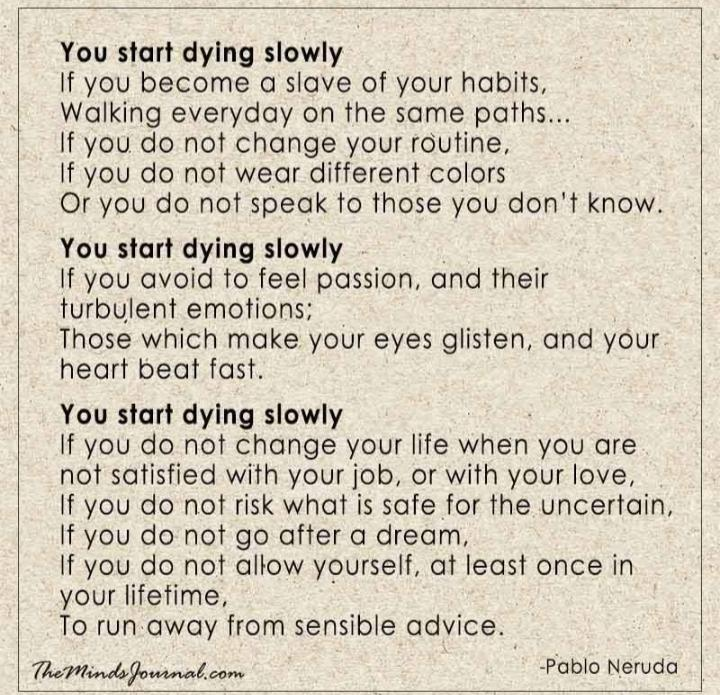 You start dying slowly
If you become a slave of your habits,
Walking everyday on the same paths...
If you do not change your routine,
If you do not wear different colors
Or you do not speak to those you don't know.
You start dying slowly
If you avoid to feel passion, and their
turbulent emotions;
Those which make your eyes glisten, and your
heart beat fast.
You start dying slowly
If you do not change your life when you are
not satisfied with your job, or with your love,
If you do not risk what is safe for the uncertain,
If you do not go after a dream,
If you do not allow yourself, at least once in
your lifetime,
To run away from sensible advice.
TheMindsJournal.com
-Pablo Neruda